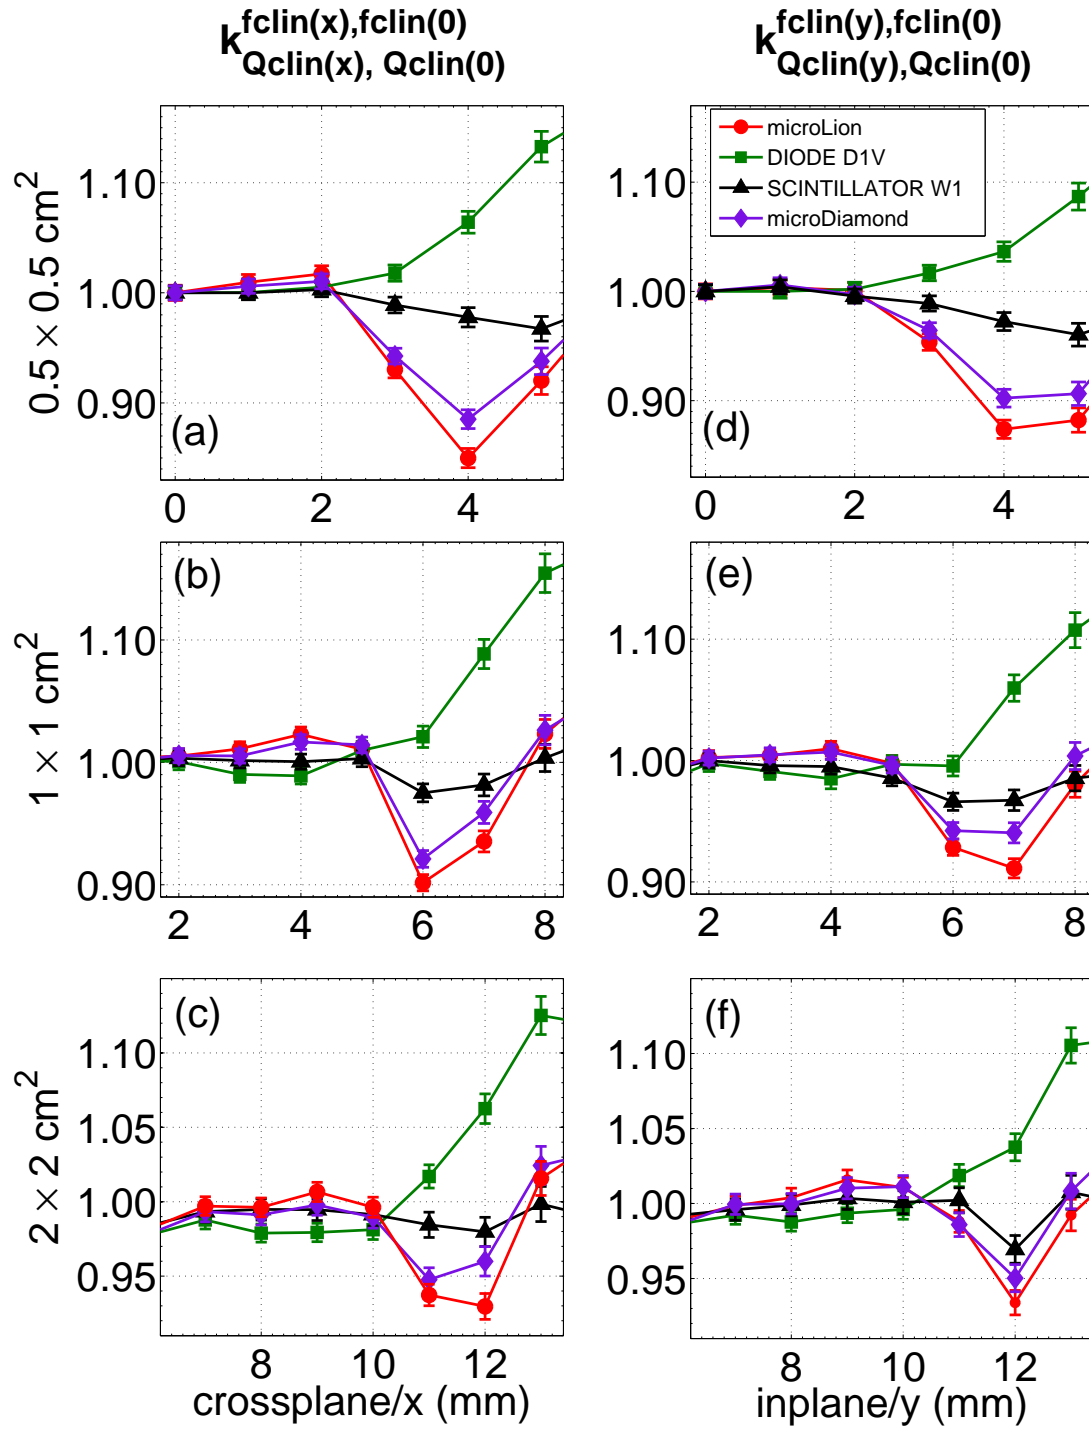 k^{fclin(x),fclin(0)}_{Qclin(x), Qclin(0)}
k^{fclin(y),fclin(0)}_{Qclin(y),Qclin(0)}
0.5 × 0.5 cm²
1.10
1.00
0.90
(a)
0 2 4
1.10
1.00
0.90
microLion
DIODE D1V
SCINTILLATOR W1
microDiamond
(d)
0 2 4
1 × 1 cm²
1.10
1.00
0.90
(b)
2 4 6 8
1.10
1.00
0.90
(e)
2 4 6 8
2 × 2 cm²
1.10
1.05
1.00
0.95
(c)
8 10 12
crossplane/x (mm)
1.10
1.05
1.00
0.95
(f)
8 10 12
inplane/y (mm)